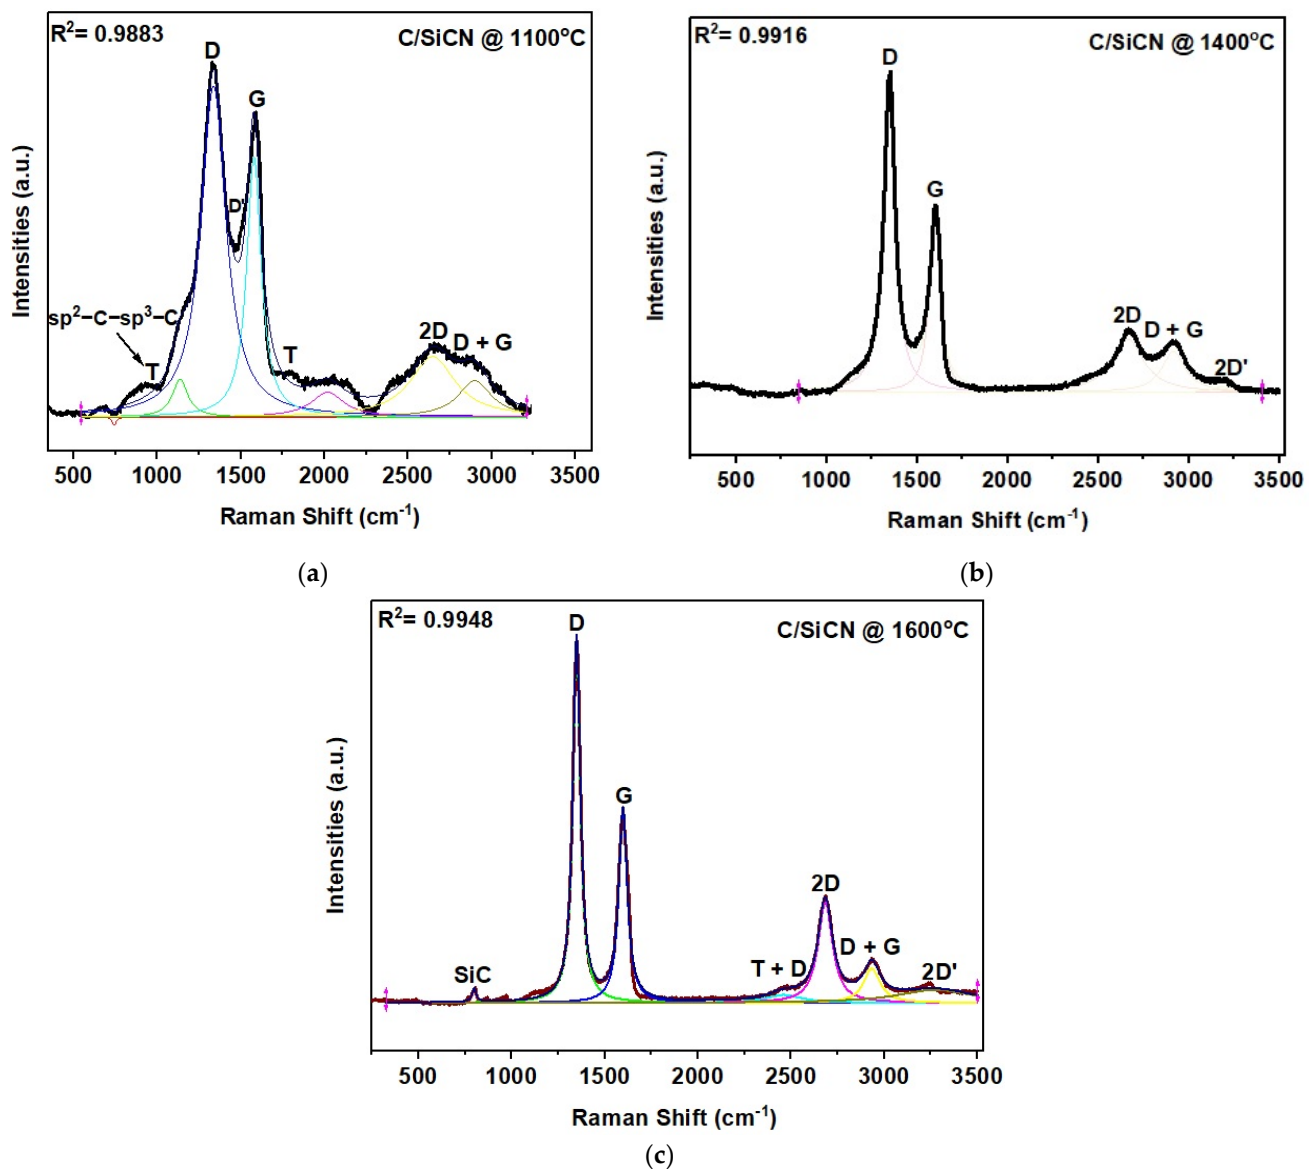 R²= 0.9883
C/SiCN @ 1100°C
D
G
D'
sp²–C–sp³–C
T
T
2D
D + G
Intensities (a.u.)
500 1000 1500 2000 2500 3000 3500
Raman Shift (cm⁻¹)
(a)
R²= 0.9916
C/SiCN @ 1400°C
D
G
2D
D + G
2D'
Intensities (a.u.)
500 1000 1500 2000 2500 3000 3500
Raman Shift (cm⁻¹)
(b)
R²= 0.9948
C/SiCN @ 1600°C
D
G
SiC
T + D
2D
D + G
2D'
Intensities (a.u.)
500 1000 1500 2000 2500 3000 3500
Raman Shift (cm⁻¹)
(c)